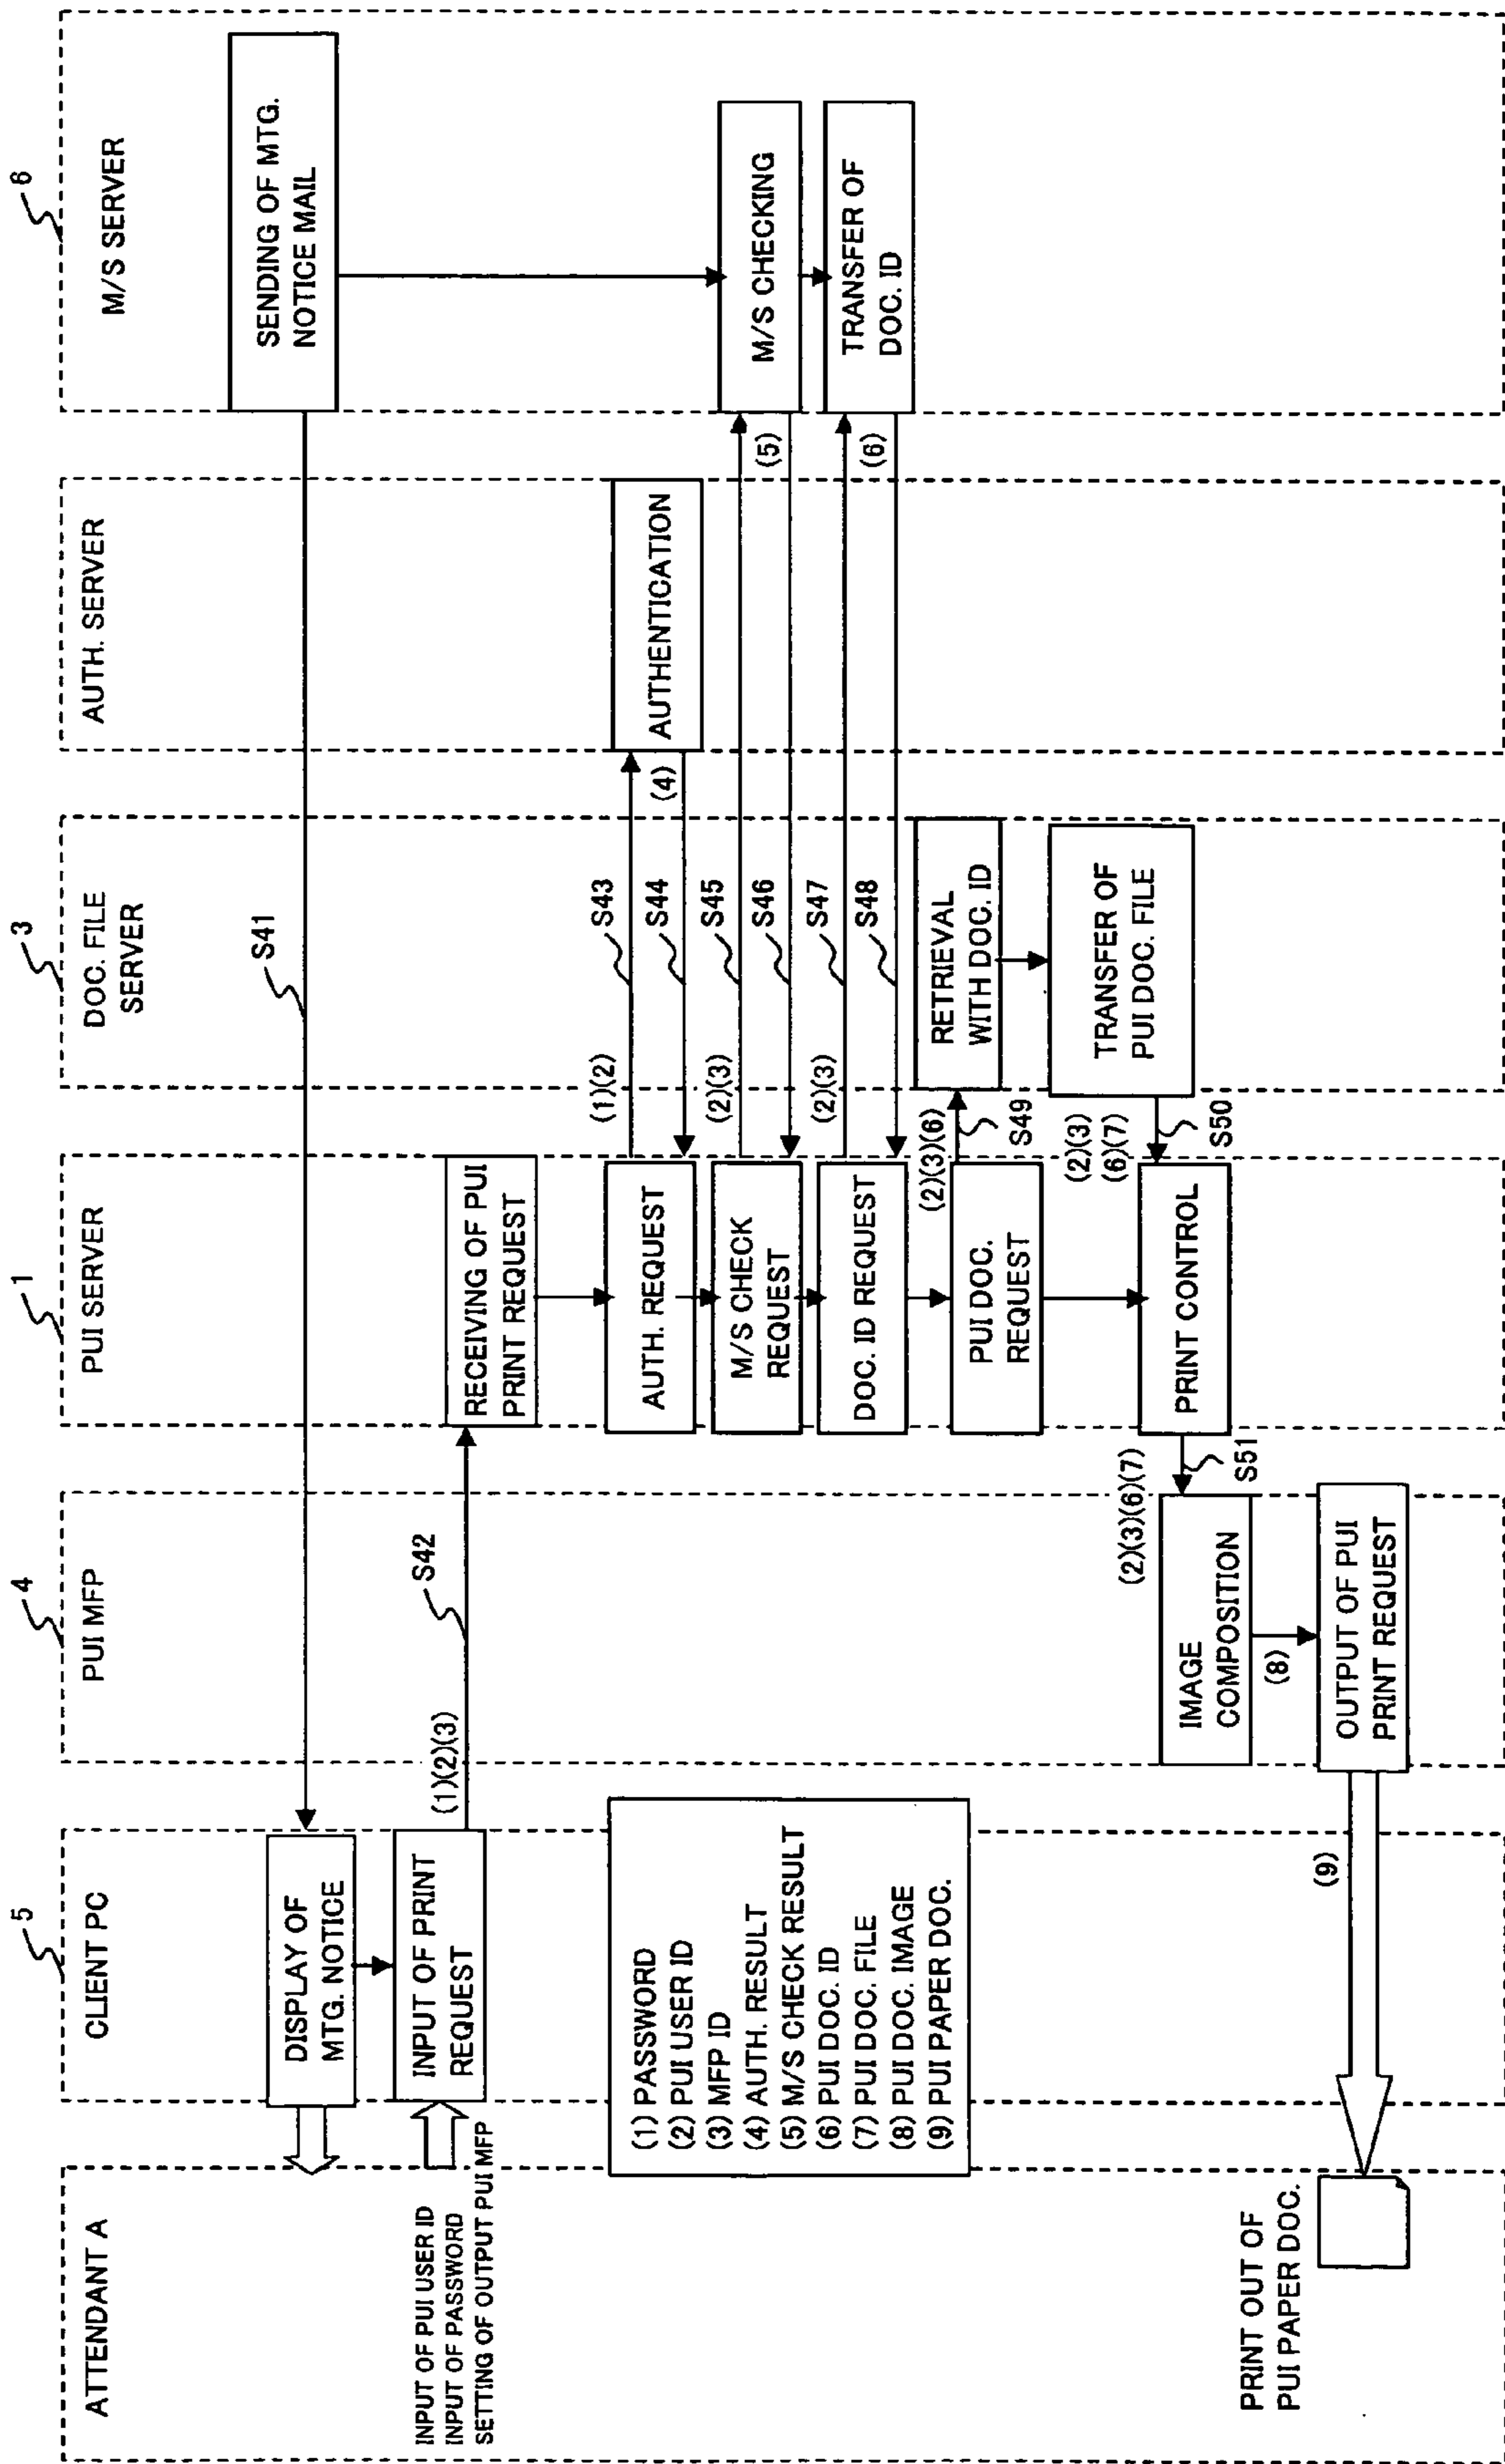 ATTENDANT A
INPUT OF PUI USER ID
INPUT OF PASSWORD
SETTING OF OUTPUT PUI MFP
PRINT OUT OF
PUI PAPER DOC.
5
CLIENT PC
DISPLAY OF
MTG. NOTICE
INPUT OF PRINT
REQUEST
(1) PASSWORD
(2) PUI USER ID
(3) MFP ID
(4) AUTH. RESULT
(5) M/S CHECK RESULT
(6) PUI DOC. ID
(7) PUI DOC. FILE
(8) PUI DOC. IMAGE
(9) PUI PAPER DOC.
(9)
4
PUI MFP
(1)(2)(3)
S42
(2)(3)(6)(7)
S51
IMAGE
COMPOSITION
(8)
OUTPUT OF PUI
PRINT REQUEST
1
PUI SERVER
RECEIVING OF PUI
PRINT REQUEST
AUTH. REQUEST
M/S CHECK
REQUEST
DOC. ID REQUEST
PUI DOC.
REQUEST
PRINT CONTROL
3
DOC. FILE
SERVER
S41
(1)(2)
S43
S44
(2)(3)
S45
S46
(2)(3)
S47
S48
(2)(3)(6)
S49
RETRIEVAL
WITH DOC. ID
TRANSFER OF
PUI DOC. FILE
(2)(3)
(6)(7)
S50
AUTH. SERVER
AUTHENTICATION
(4)
6
M/S SERVER
SENDING OF MTG.
NOTICE MAIL
M/S CHECKING
(5)
TRANSFER OF
DOC. ID
(6)